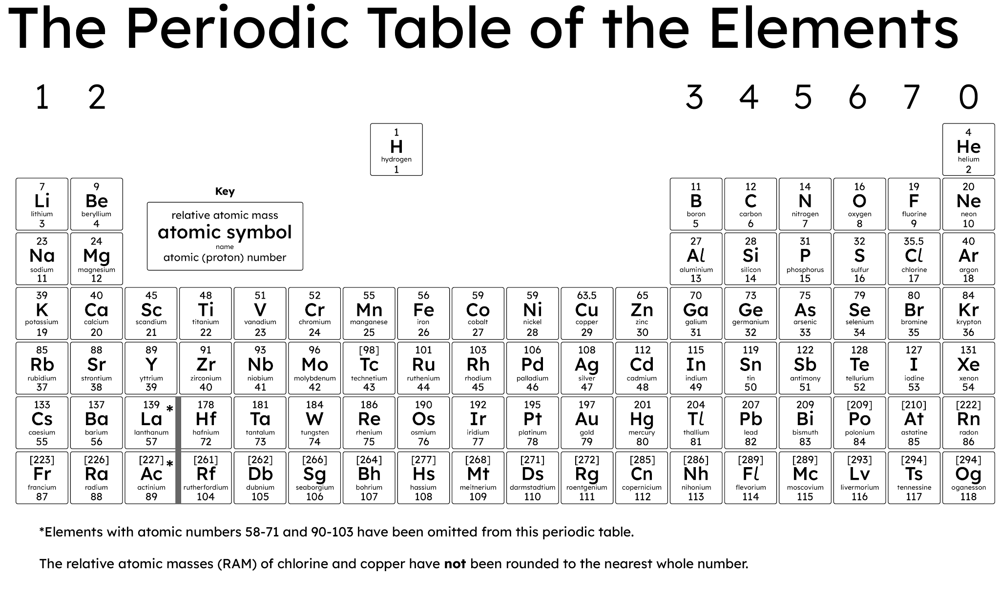 The Periodic Table of the Elements
1 2 3 4 5 6 7 0
1 4
H He
hydrogen helium
1 2
7 9 11 12 14 16 19 20
Li Be B C N O F Ne
lithium beryllium boron carbon nitrogen oxygen fluorine neon
3 4 5 6 7 8 9 10
Key
relative atomic mass
atomic symbol
name
atomic (proton) number
23 24 27 28 31 32 35.5 40
Na Mg Al Si P S Cl Ar
sodium magnesium aluminium silicon phosphorus sulfur chlorine argon
11 12 13 14 15 16 17 18
39 40 45 48 51 52 55 56 59 59 63.5 65 70 73 75 79 80 84
K Ca Sc Ti V Cr Mn Fe Co Ni Cu Zn Ga Ge As Se Br Kr
potassium calcium scandium titanium vanadium chromium manganese iron cobalt nickel copper zinc galium germanium arsenic selenium bromine krypton
19 20 21 22 23 24 25 26 27 28 29 30 31 32 33 34 35 36
85 88 89 91 93 96 [98] 101 103 106 108 112 115 119 122 128 127 131
Rb Sr Y Zr Nb Mo Tc Ru Rh Pd Ag Cd In Sn Sb Te I Xe
rubidium strontium yttrium zirconium niobium molybdenum technetium ruthenium rhodium palladium silver cadmium indium tin antimony tellurium iodine xenon
37 38 39 40 41 42 43 44 45 46 47 48 49 50 51 52 53 54
133 137 139 * 178 181 184 186 190 192 195 197 201 204 207 209 [209] [210] [222]
Cs Ba La Hf Ta W Re Os Ir Pt Au Hg Tl Pb Bi Po At Rn
caesium barium lanthanum hafnium tantalum tungsten rhenium osmium iridium platinum gold mercury thallium lead bismuth polonium astatine radon
55 56 57 72 73 74 75 76 77 78 79 80 81 82 83 84 85 86
[223] [226] [227] * [261] [262] [266] [264] [277] [268] [271] [272] [285] [286] [289] [289] [293] [294] [294]
Fr Ra Ac Rf Db Sg Bh Hs Mt Ds Rg Cn Nh Fl Mc Lv Ts Og
francium radium actinium rutherfordium dubnium seaborgium bohrium hassium meitnerium darmstadtium roentgenium copernicium nihonium flevorium moscovium livermorium tennessine oganesson
87 88 89 104 105 106 107 108 109 110 111 112 113 114 115 116 117 118
*Elements with atomic numbers 58-71 and 90-103 have been omitted from this periodic table.
The relative atomic masses (RAM) of chlorine and copper have not been rounded to the nearest whole number.